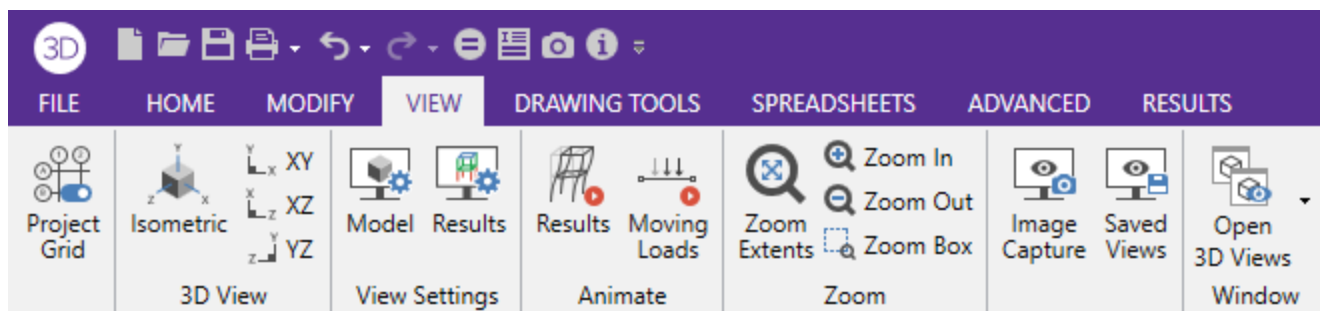 3D
FILE HOME MODIFY VIEW DRAWING TOOLS SPREADSHEETS ADVANCED RESULTS
Project
Grid
Isometric
XY
XZ
YZ
3D View
Model
Results
View Settings
Results
Moving
Loads
Animate
Zoom
Extents
Zoom In
Zoom Out
Zoom Box
Zoom
Image
Capture
Saved
Views
Open
3D Views
Window